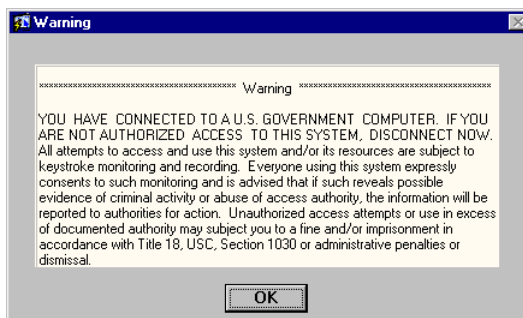 Warning
**************************************** Warning ****************************************
YOU HAVE CONNECTED TO A U.S. GOVERNMENT COMPUTER. IF YOU
ARE NOT AUTHORIZED ACCESS TO THIS SYSTEM, DISCONNECT NOW.
All attempts to access and use this system and/or its resources are subject to
keystroke monitoring and recording. Everyone using this system expressly
consents to such monitoring and is advised that if such reveals possible
evidence of criminal activity or abuse of access authority, the information will be
reported to authorities for action. Unauthorized access attempts or use in excess
of documented authority may subject you to a fine and/or imprisonment in
accordance with Title 18, USC, Section 1030 or administrative penalties or
dismissal.
OK